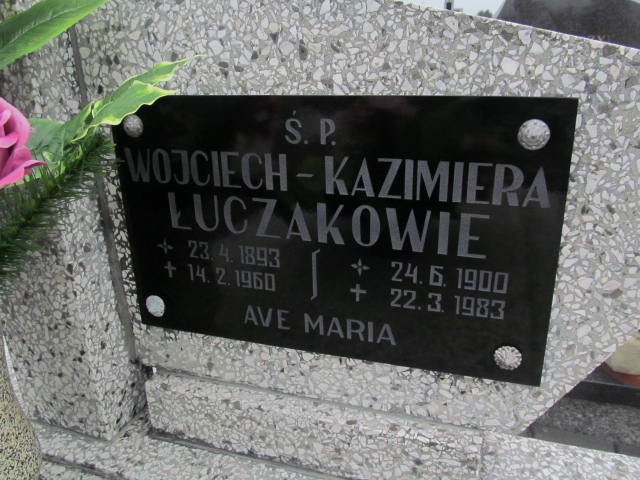 Ś. P.
WOJCIECH - KAZIMIERA
ŁUCZAKOWIE
23. 4. 1893 24. 6. 1900
+ 14. 2. 1960 + 22. 3. 1983
AVE MARIA